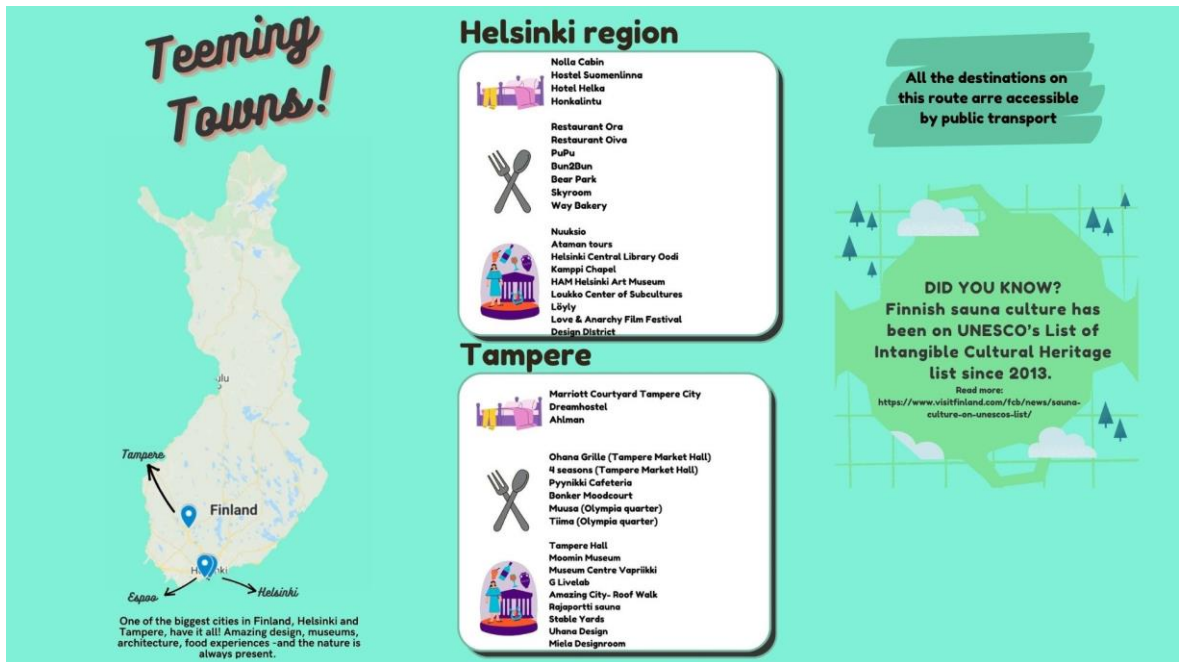 Teeming
Towns!
ulu
Tampere
Finland
Espoo
Helsinki
One of the biggest cities in Finland, Helsinki and
Tampere, have it all! Amazing design, museums,
architecture, food experiences -and the nature is
always present.
Helsinki region
Nolla Cabin
Hostel Suomenlinna
Hotel Helka
Honkalintu
Restaurant Ora
Restaurant Oiva
PuPu
Bun2Bun
Bear Park
Skyroom
Way Bakery
Nuuksio
Ataman tours
Helsinki Central Library Oodi
Kamppi Chapel
HAM Helsinki Art Museum
Loukko Center of Subcultures
Löyly
Love & Anarchy Film Festival
Design DIstrict
Tampere
Marriott Courtyard Tampere City
Dreamhostel
Ahlman
Ohana Grille (Tampere Market Hall)
4 seasons (Tampere Market Hall)
Pyynikki Cafeteria
Bonker Moodcourt
Muusa (Olympia quarter)
Tiima (Olympia quarter)
Tampere Hall
Moomin Museum
Museum Centre Vapriikki
G Livelab
Amazing City- Roof Walk
Rajaportti sauna
Stable Yards
Uhana Design
Miela Designroom
All the destinations on
this route arre accessible
by public transport
DID YOU KNOW?
Finnish sauna culture has
been on UNESCO's List of
Intangible Cultural Heritage
list since 2013.
Read more:
https://www.visitfinland.com/fcb/news/sauna-
culture-on-unescos-list/